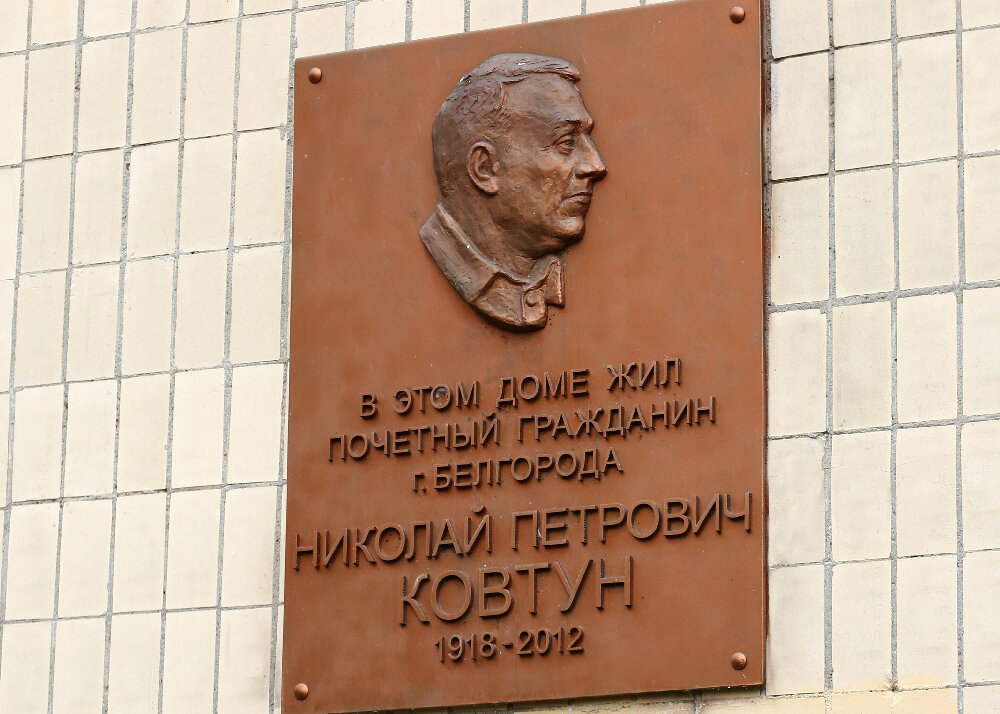 В ЭТОМ ДОМЕ ЖИЛ
ПОЧЕТНЫЙ ГРАЖДАНИН
г. БЕЛГОРОДА
НИКОЛАЙ ПЕТРОВИЧ
КОВТУН
1918-2012